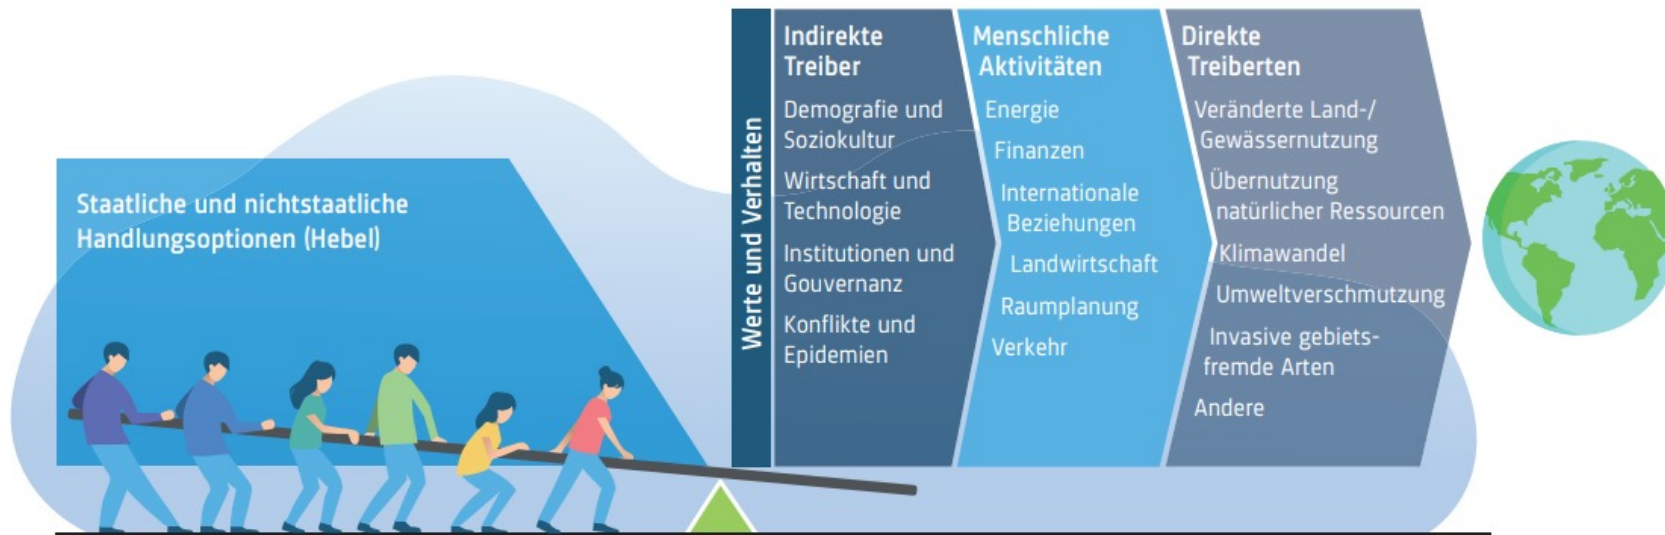 Staatliche und nichtstaatliche
Handlungsoptionen (Hebel)
Werte und Verhalten
Indirekte
Treiber
Demografie und
Soziokultur
Wirtschaft und
Technologie
Institutionen und
Gouvernanz
Konflikte und
Epidemien
Menschliche
Aktivitäten
Energie
Finanzen
Internationale
Beziehungen
Landwirtschaft
Raumplanung
Verkehr
Direkte
Treiberten
Veränderte Land-/
Gewässernutzung
Übernutzung
natürlicher Ressourcen
Klimawandel
Umweltverschmutzung
Invasive gebiets-
fremde Arten
Andere